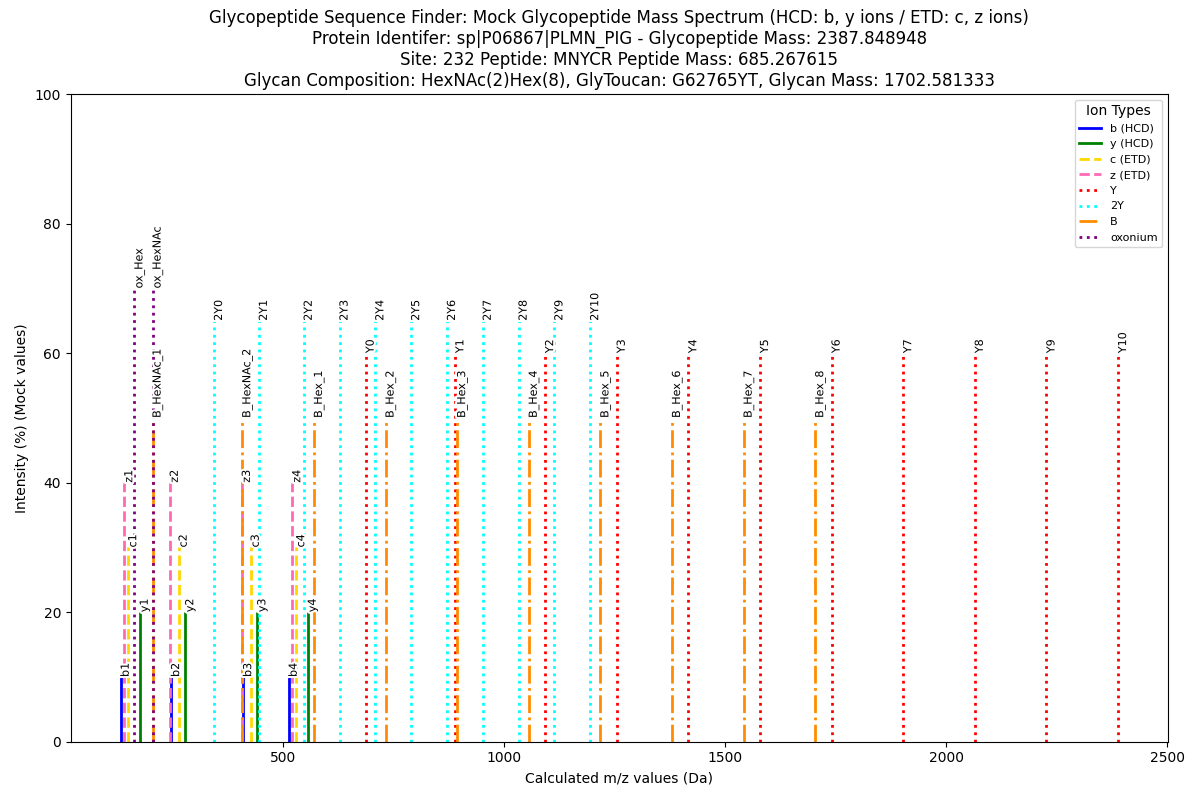 Glycopeptide Sequence Finder: Mock Glycopeptide Mass Spectrum (HCD: b, y ions / ETD: c, z ions)
Protein Identifer: sp|P06867|PLMN_PIG - Glycopeptide Mass: 2387.848948
Site: 232 Peptide: MNYCR Peptide Mass: 685.267615
Glycan Composition: HexNAc(2)Hex(8), GlyToucan: G62765YT, Glycan Mass: 1702.581333
Intensity (%) (Mock values)
100
80
60
40
20
0
Ion Types
b (HCD)
y (HCD)
c (ETD)
z (ETD)
Y
2Y
B
oxonium
ox_Hex
ox_HexNAc
2Y0
2Y1
2Y2
2Y3
2Y4
2Y5
2Y6
2Y7
2Y8
2Y9
2Y10
Y0
Y1
Y2
Y3
Y4
Y5
Y6
Y7
Y8
Y9
Y10
B_HexNAc_1
B_HexNAc_2
B_Hex_1
B_Hex_2
B_Hex_3
B_Hex_4
B_Hex_5
B_Hex_6
B_Hex_7
B_Hex_8
z1
z2
z3
z4
c1
c2
c3
c4
y1
y2
y3
y4
b1
b2
b3
b4
500
1000
1500
2000
2500
Calculated m/z values (Da)